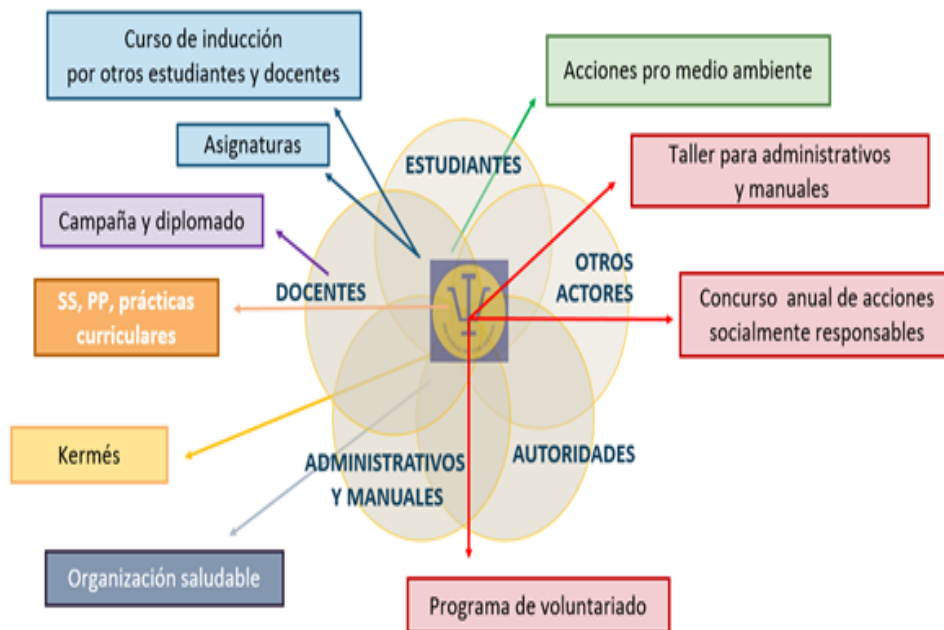 Curso de inducción
por otros estudiantes y docentes
Acciones pro medio ambiente
Asignaturas
Taller para administrativos
y manuales
ESTUDIANTES
Campaña y diplomado
OTROS
ACTORES
DOCENTES
SS, PP, prácticas
curriculares
Concurso anual de acciones
socialmente responsables
Kermés
ADMINISTRATIVOS
Y MANUALES
AUTORIDADES
Organización saludable
Programa de voluntariado